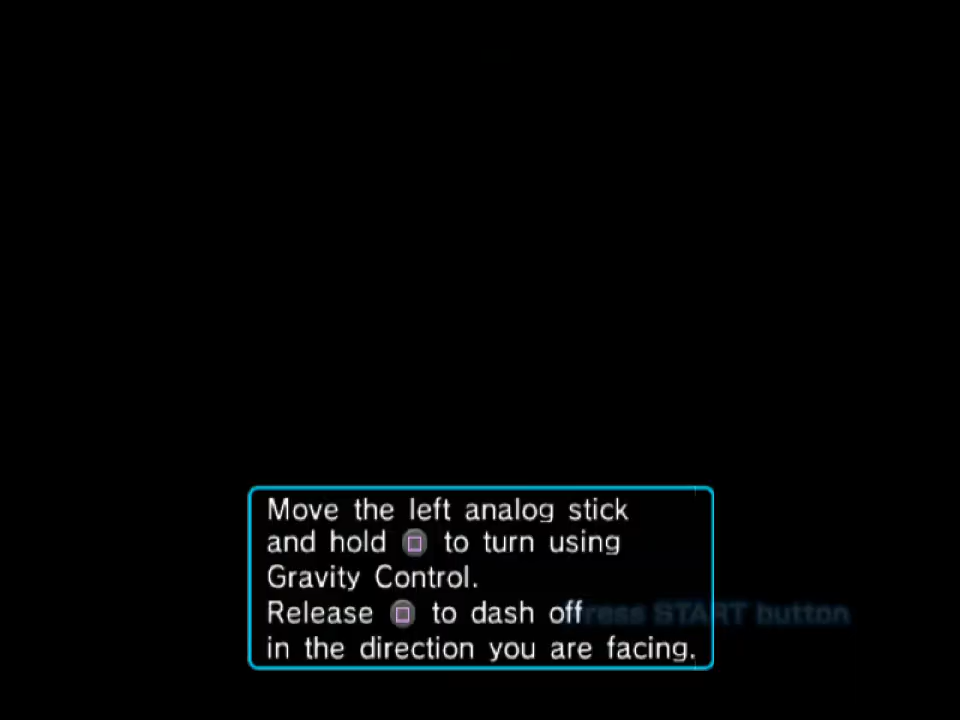 Move the left analog stick
and hold □ to turn using
Gravity Control.
Release □ to dash off
in the direction you are facing.
Press START button